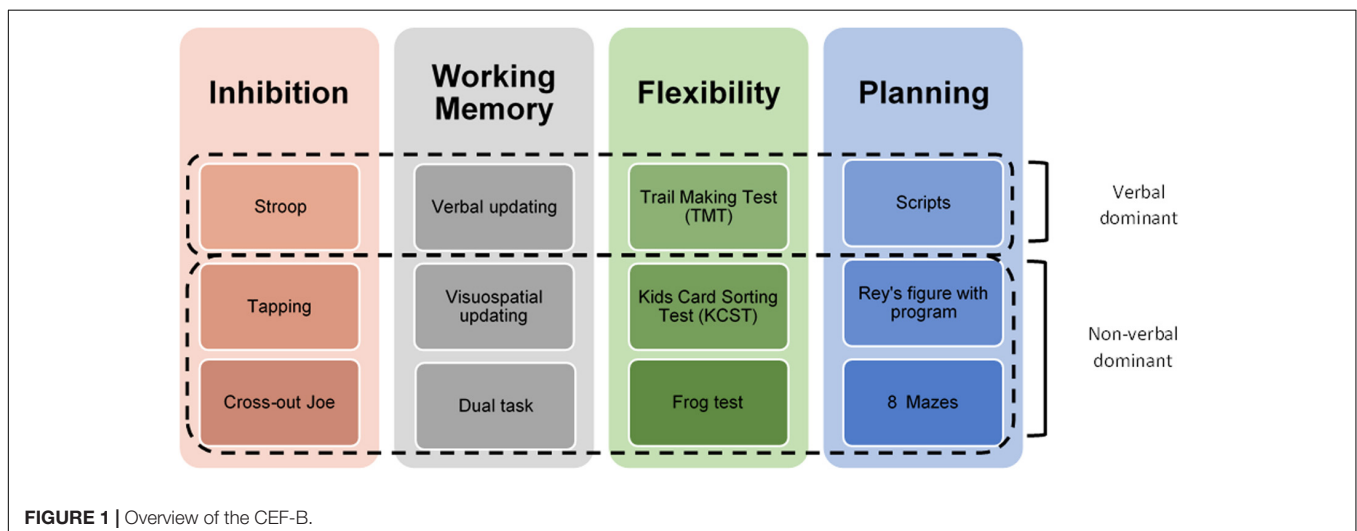 Inhibition
Working
Memory
Flexibility
Planning
Stroop
Verbal updating
Trail Making Test
(TMT)
Scripts
Verbal
dominant
Tapping
Visuospatial
updating
Kids Card Sorting
Test (KCST)
Rey's figure with
program
Non-verbal
dominant
Cross-out Joe
Dual task
Frog test
8 Mazes
FIGURE 1 | Overview of the CEF-B.